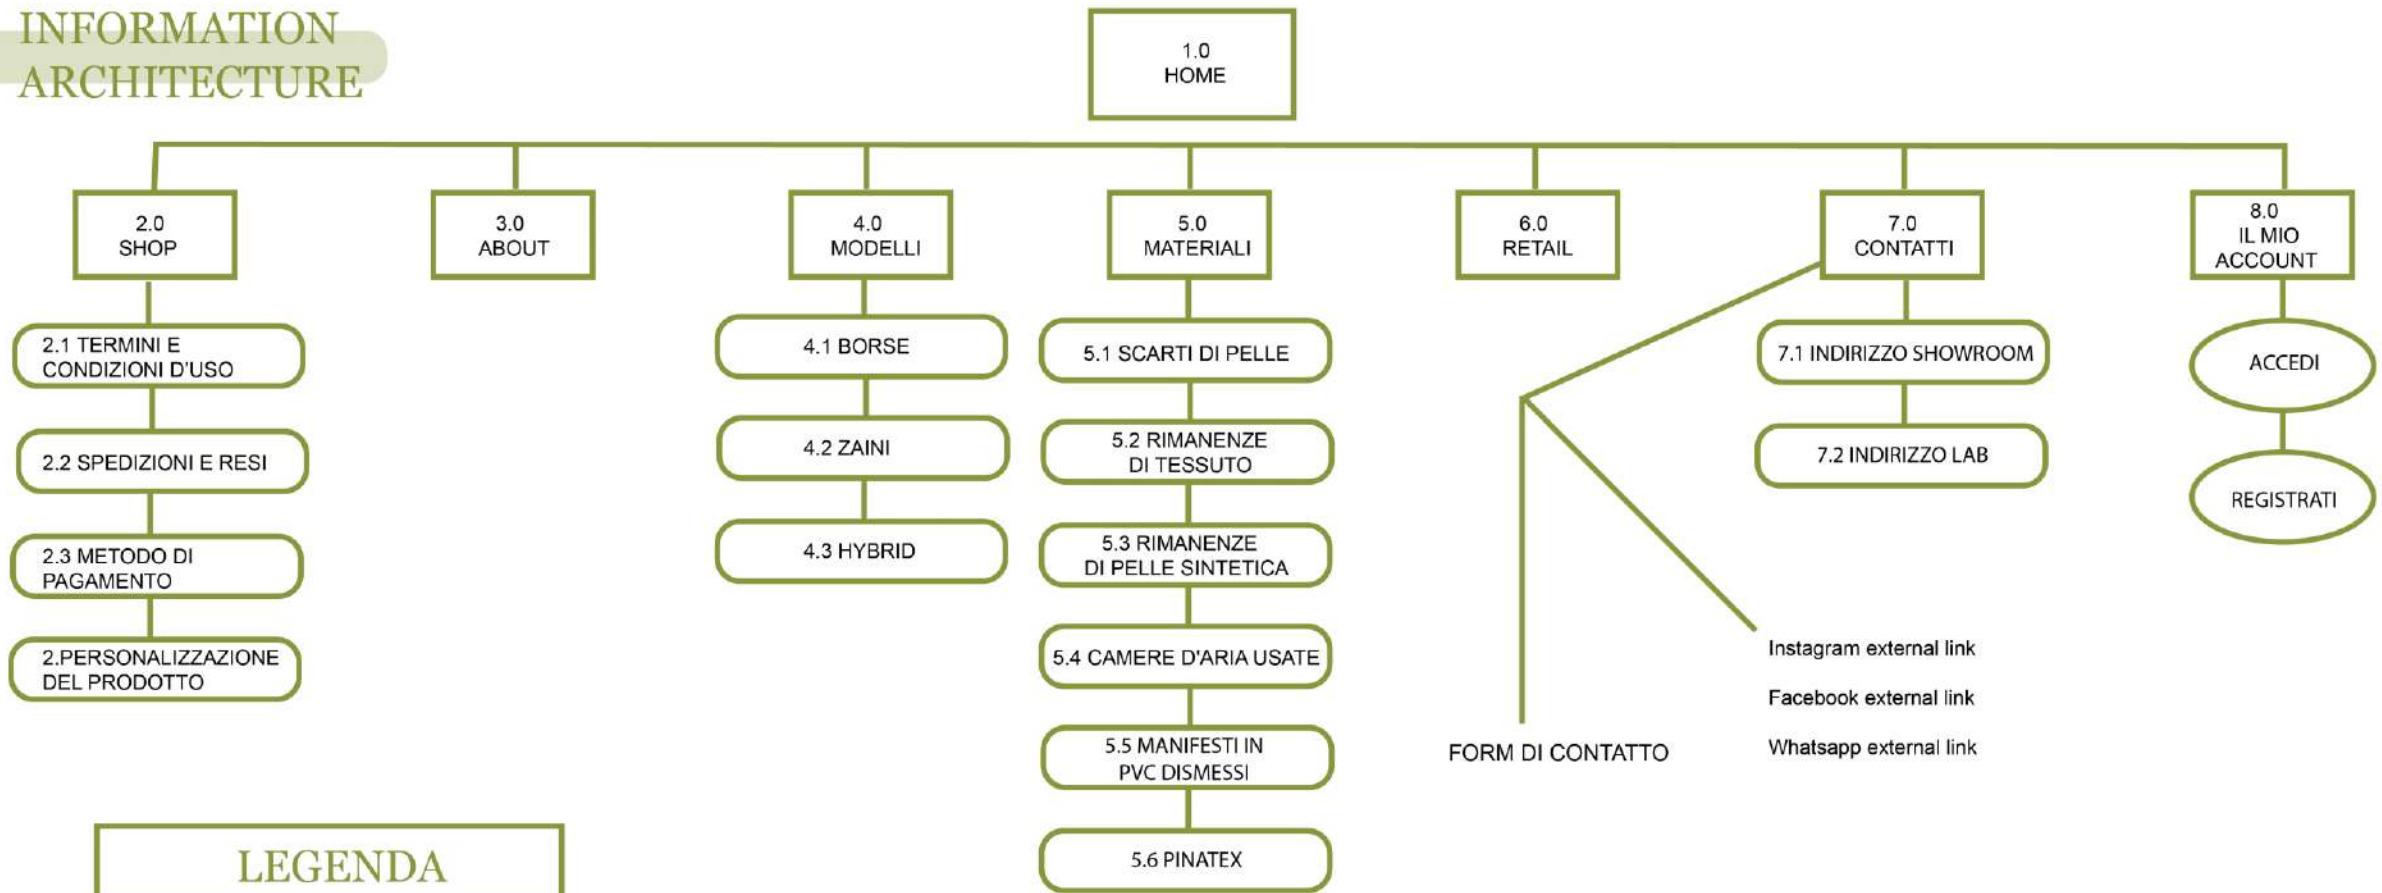 INFORMATION
ARCHITECTURE
1.0
HOME
2.0
SHOP
3.0
ABOUT
4.0
MODELLI
5.0
MATERIALI
6.0
RETAIL
7.0
CONTATTI
8.0
IL MIO
ACCOUNT
2.1 TERMINI E
CONDIZIONI D'USO
2.2 SPEDIZIONI E RESI
2.3 METODO DI
PAGAMENTO
2.PERSONALIZZAZIONE
DEL PRODOTTO
4.1 BORSE
4.2 ZAINI
4.3 HYBRID
5.1 SCARTI DI PELLE
5.2 RIMANENZE
DI TESSUTO
5.3 RIMANENZE
DI PELLE SINTETICA
5.4 CAMERE D'ARIA USATE
5.5 MANIFESTI IN
PVC DISMESSI
5.6 PINATEX
FORM DI CONTATTO
Instagram external link
Facebook external link
Whatsapp external link
7.1 INDIRIZZO SHOWROOM
7.2 INDIRIZZO LAB
ACCEDI
REGISTRATI
LEGENDA